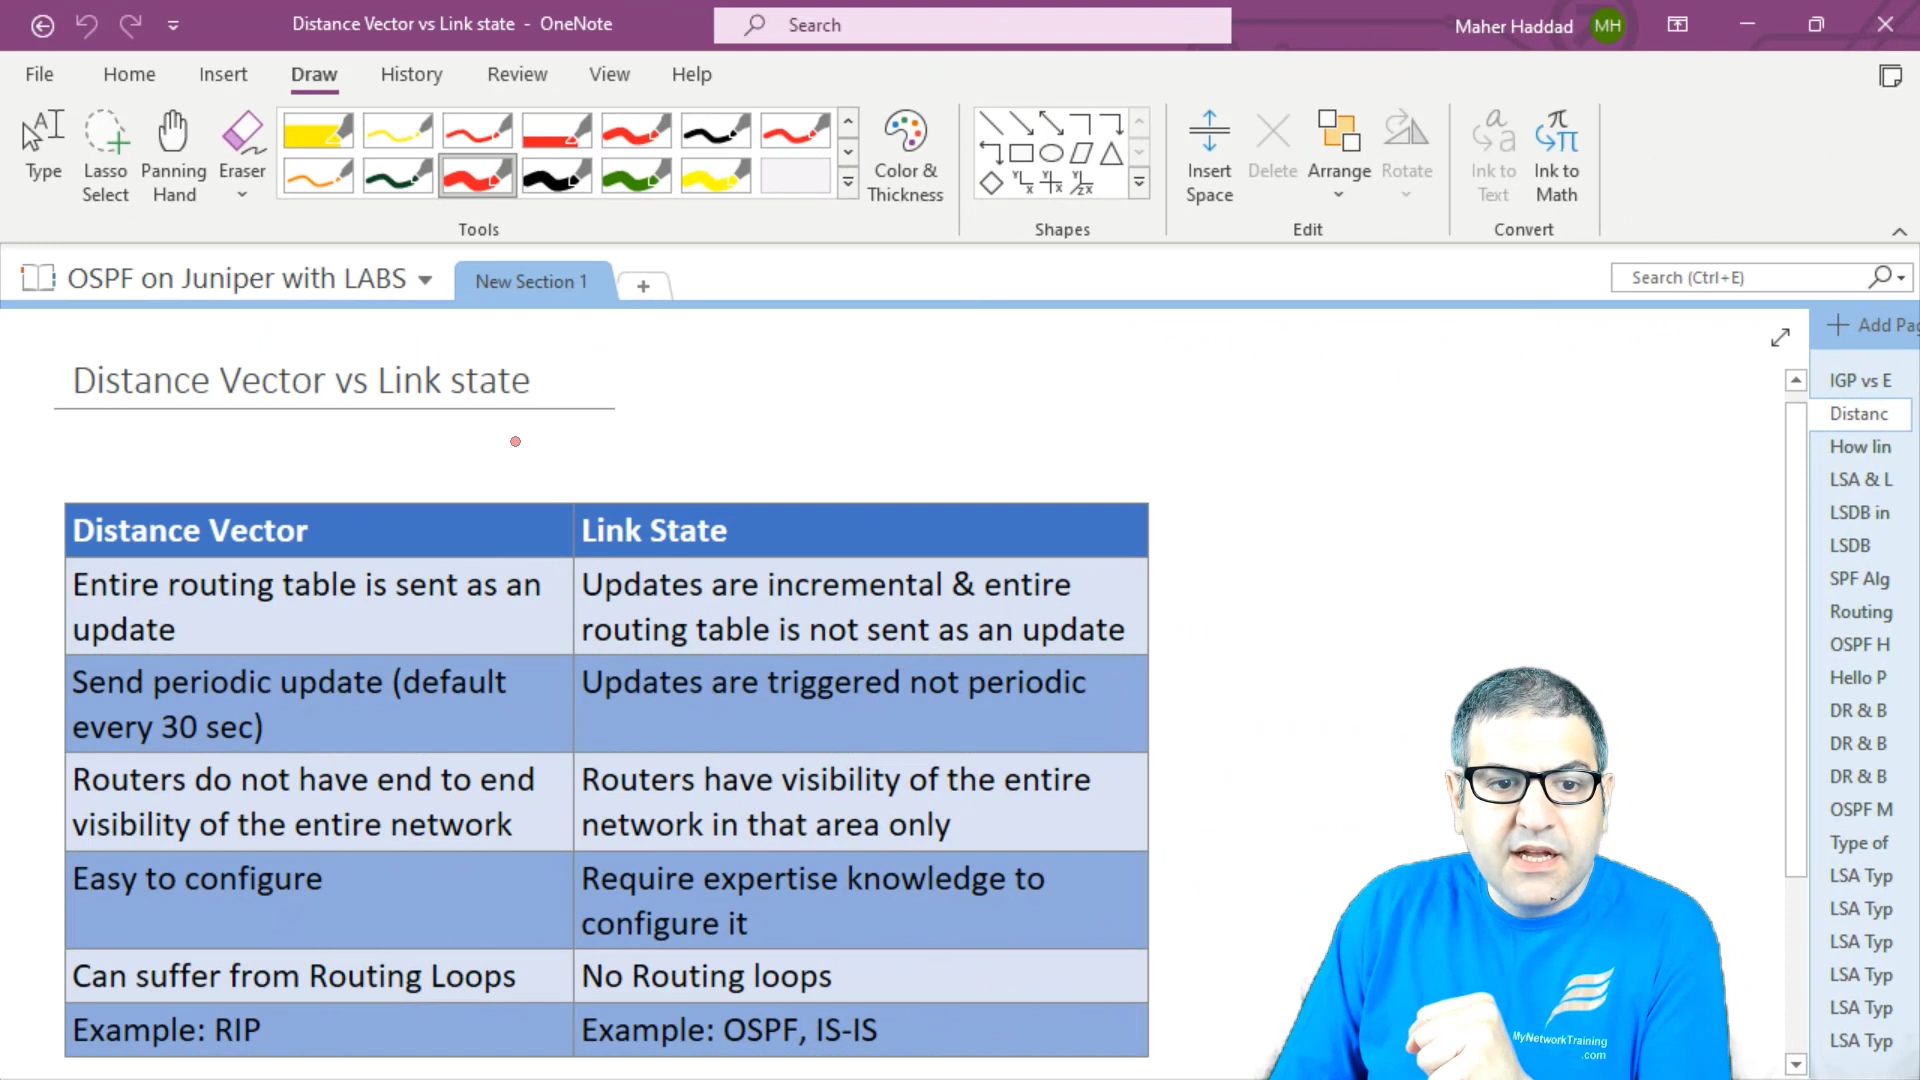 Distance Vector vs Link state - OneNote
Search
Maher Haddad
MH
File
Home
Insert
Draw
History
Review
View
Help
Type
Lasso
Select
Panning
Hand
Eraser
Color &
Thickness
Insert
Space
Delete
Arrange
Rotate
Ink to
Text
Ink to
Math
Tools
Shapes
Edit
Convert
OSPF on Juniper with LABS
New Section 1
Search (Ctrl+E)
Add Pag
Distance Vector vs Link state
Distance Vector
Link State
Entire routing table is sent as an
update
Updates are incremental & entire
routing table is not sent as an update
Send periodic update (default
every 30 sec)
Updates are triggered not periodic
Routers do not have end to end
visibility of the entire network
Routers have visibility of the entire
network in that area only
Easy to configure
Require expertise knowledge to
configure it
Can suffer from Routing Loops
No Routing loops
Example: RIP
Example: OSPF, IS-IS
IGP vs E
Distanc
How lin
LSA & L
LSDB in
LSDB
SPF Alg
Routing
OSPF H
Hello P
DR & B
DR & B
DR & B
OSPF M
Type of
LSA Typ
LSA Typ
LSA Typ
LSA Typ
LSA Typ
LSA Typ
MyNetworkTraining
.com